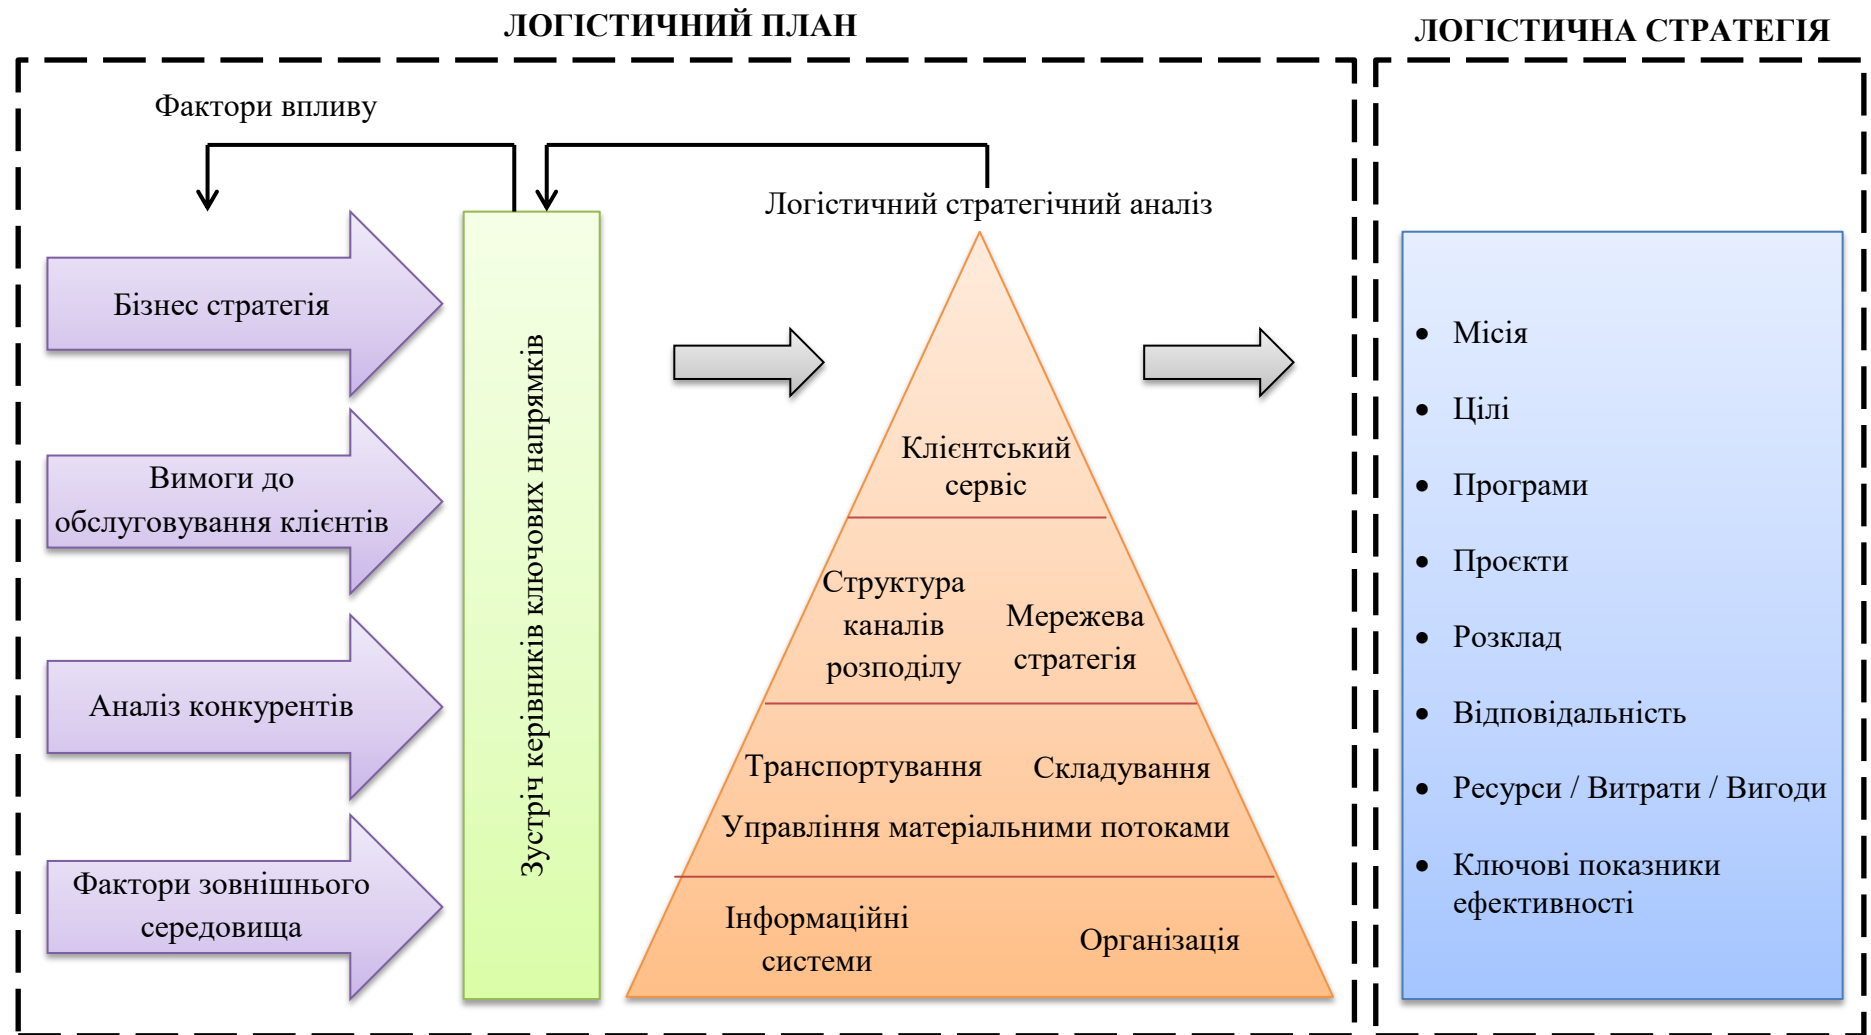 ЛОГІСТИЧНИЙ ПЛАН
ЛОГІСТИЧНА СТРАТЕГІЯ
Фактори впливу
Бізнес стратегія
Вимоги до
обслуговування клієнтів
Аналіз конкурентів
Фактори зовнішнього
середовища
Зустріч керівників ключових напрямків
Логістичний стратегічний аналіз
Клієнтський
сервіс
Структура
каналів
розподілу
Мережева
стратегія
Транспортування
Складування
Управління матеріальними потоками
Інформаційні
системи
Організація
• Місія
• Цілі
• Програми
• Проєкти
• Розклад
• Відповідальність
• Ресурси / Витрати / Вигоди
• Ключові показники
ефективності